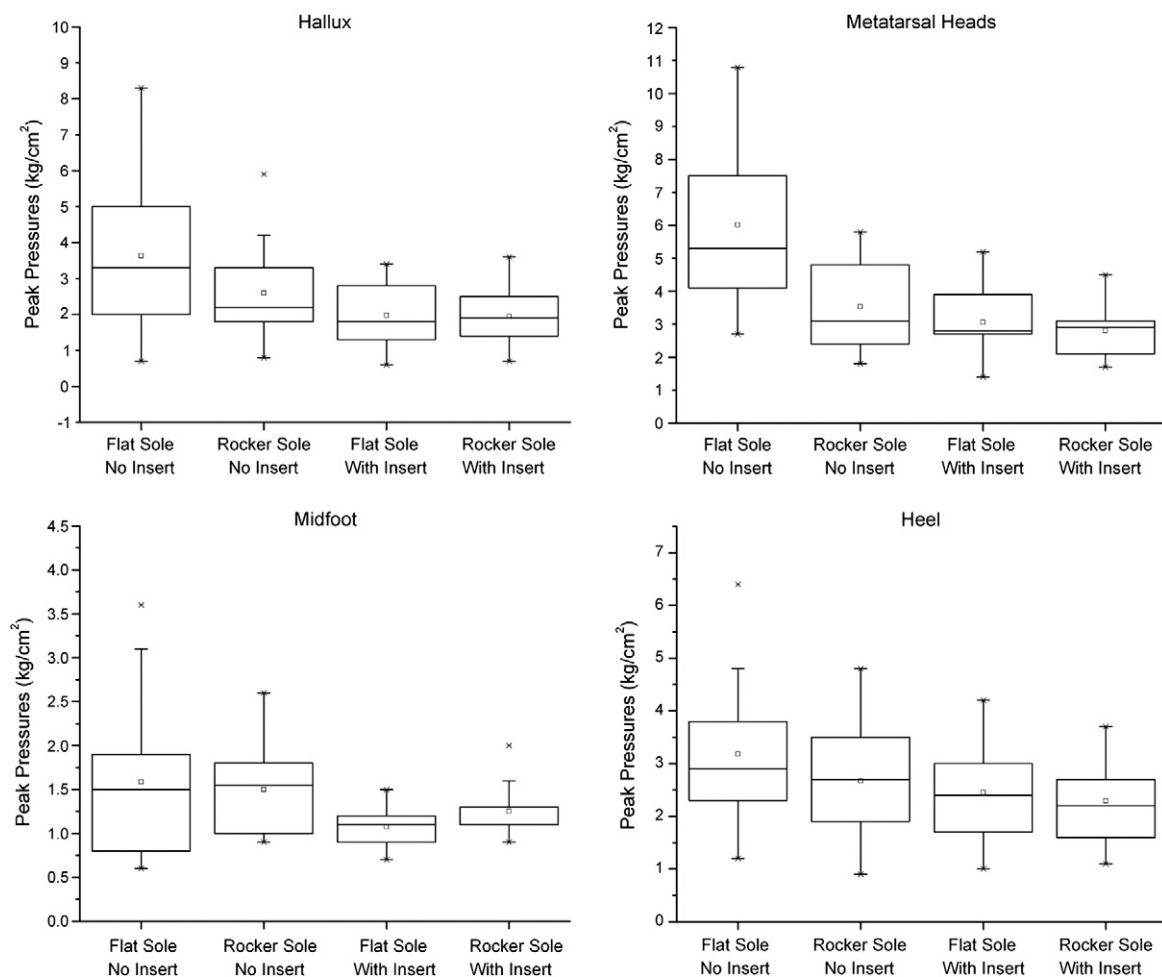 Hallux
Peak Pressures (kg/cm²)
10
9
8
7
6
5
4
3
2
1
0
-1
Flat Sole
No Insert
Rocker Sole
No Insert
Flat Sole
With Insert
Rocker Sole
With Insert
Metatarsal Heads
Peak Pressures (kg/cm²)
12
11
10
9
8
7
6
5
4
3
2
1
0
Flat Sole
No Insert
Rocker Sole
No Insert
Flat Sole
With Insert
Rocker Sole
With Insert
Midfoot
Peak Pressures (kg/cm²)
4.5
4.0
3.5
3.0
2.5
2.0
1.5
1.0
0.5
0.0
Flat Sole
No Insert
Rocker Sole
No Insert
Flat Sole
With Insert
Rocker Sole
With Insert
Heel
Peak Pressures (kg/cm²)
7
6
5
4
3
2
1
0
Flat Sole
No Insert
Rocker Sole
No Insert
Flat Sole
With Insert
Rocker Sole
With Insert